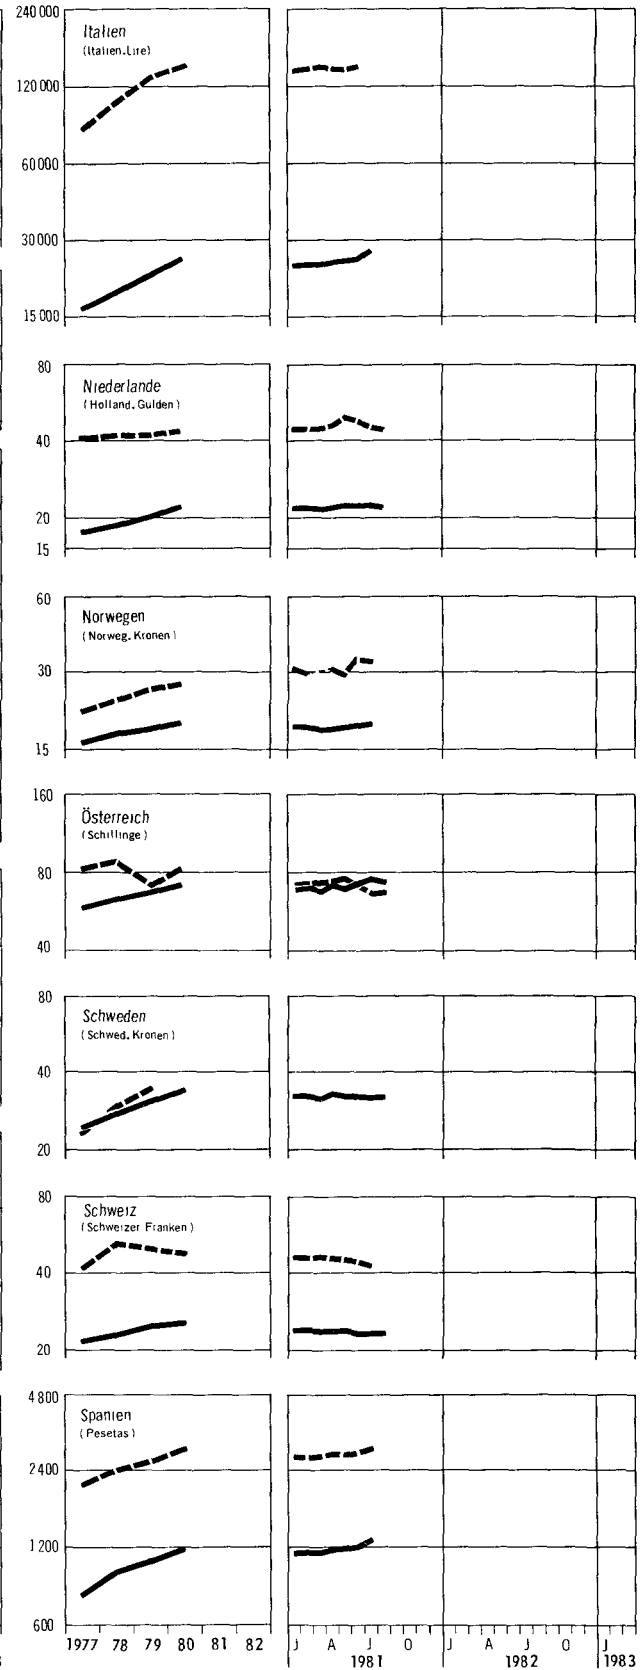 240 000
Italien
(Italien.Lire)
120 000
60 000
30 000
15 000
80
Niederlande
(Holland. Gulden)
40
20
15
60
Norwegen
(Norweg. Kronen)
30
15
160
Österreich
(Schillinge)
80
40
80
Schweden
(Schwed. Kronen)
40
20
80
Schweiz
(Schweizer Franken)
40
20
4 800
Spanien
(Pesetas)
2 400
1 200
600
1977 78 79 80 81 82 J A J O J A J O J
1981 1982 1983